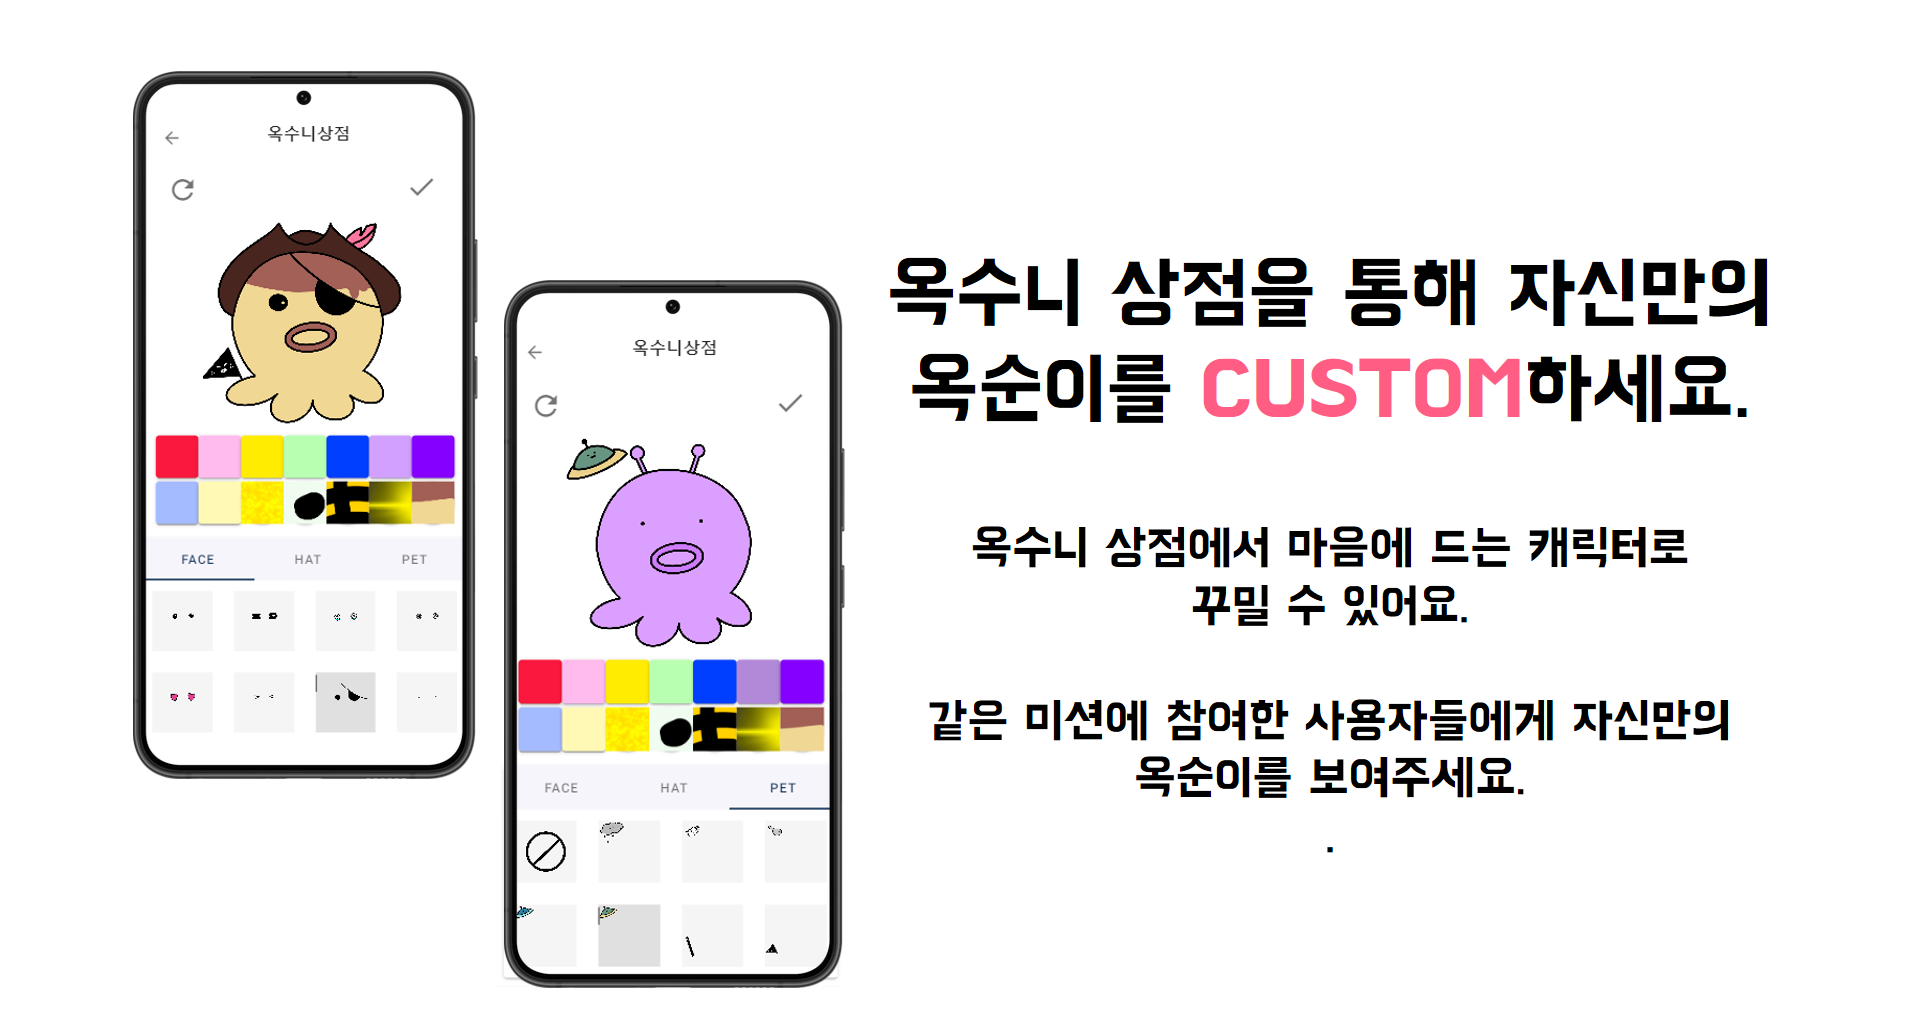 옥수니상점
FACE HAT PET
옥수니상점
FACE HAT PET
옥수니 상점을 통해 자신만의
옥순이를 CUSTOM하세요.
옥수니 상점에서 마음에 드는 캐릭터로
꾸밀 수 있어요.
같은 미션에 참여한 사용자들에게 자신만의
옥순이를 보여주세요.
.